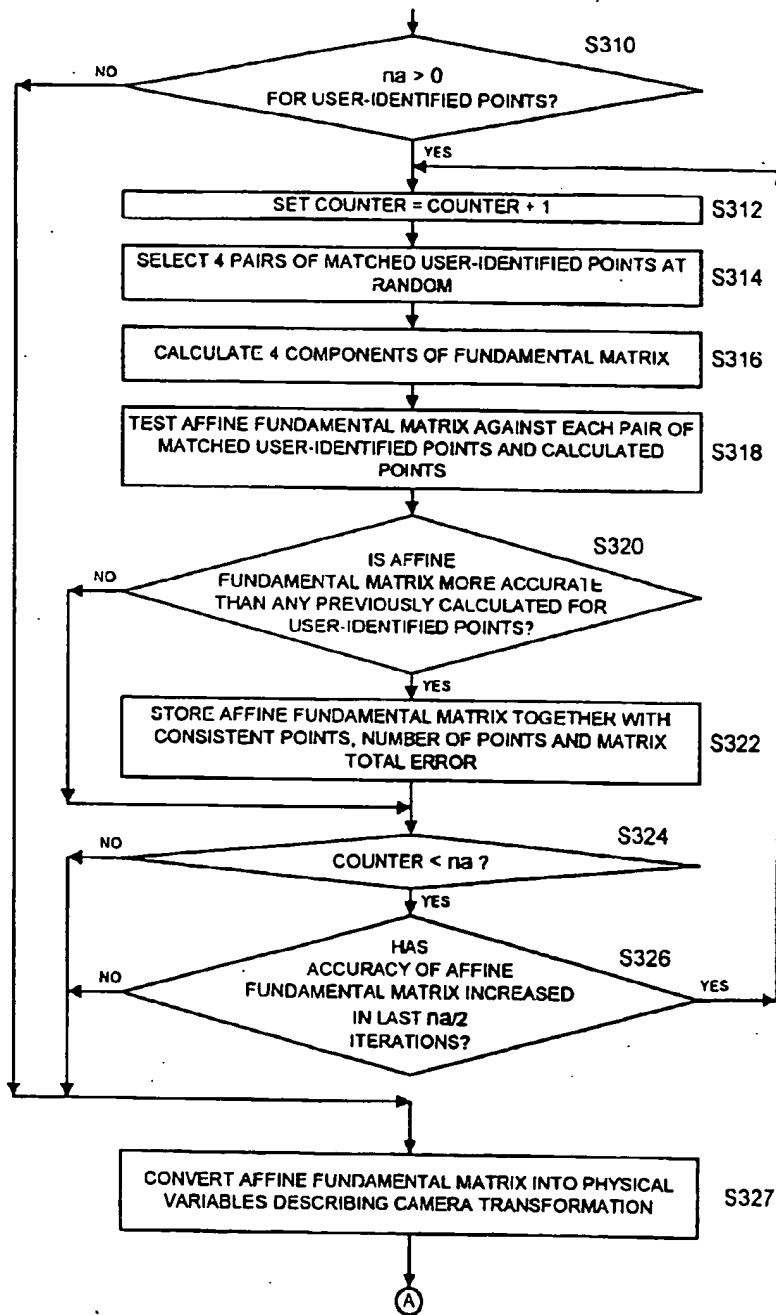 S310
NO
na > 0
FOR USER-IDENTIFIED POINTS?
YES
SET COUNTER = COUNTER + 1
S312
SELECT 4 PAIRS OF MATCHED USER-IDENTIFIED POINTS AT
RANDOM
S314
CALCULATE 4 COMPONENTS OF FUNDAMENTAL MATRIX
S316
TEST AFFINE FUNDAMENTAL MATRIX AGAINST EACH PAIR OF
MATCHED USER-IDENTIFIED POINTS AND CALCULATED
POINTS
S318
S320
NO
IS AFFINE
FUNDAMENTAL MATRIX MORE ACCURATE
THAN ANY PREVIOUSLY CALCULATED FOR
USER-IDENTIFIED POINTS?
YES
STORE AFFINE FUNDAMENTAL MATRIX TOGETHER WITH
CONSISTENT POINTS, NUMBER OF POINTS AND MATRIX
TOTAL ERROR
S322
S324
NO
COUNTER < na ?
YES
S326
HAS
ACCURACY OF AFFINE
FUNDAMENTAL MATRIX INCREASED
IN LAST na/2
ITERATIONS?
NO
YES
CONVERT AFFINE FUNDAMENTAL MATRIX INTO PHYSICAL
VARIABLES DESCRIBING CAMERA TRANSFORMATION
S327
A